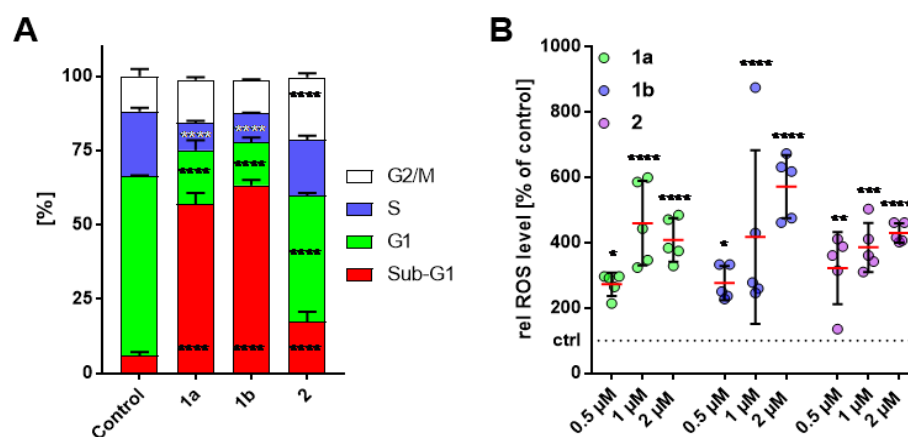 A
[%]
100
75
50
25
0
****
****
****
****
****
****
****
****
****
Control
1a
1b
2
G2/M
S
G1
Sub-G1
B
rel ROS level [% of control]
1000
800
600
400
200
ctrl
0
1a
1b
2
*
****
****
*
****
****
**
***
****
0.5 µM
1 µM
2 µM
0.5 µM
1 µM
2 µM
0.5 µM
1 µM
2 µM